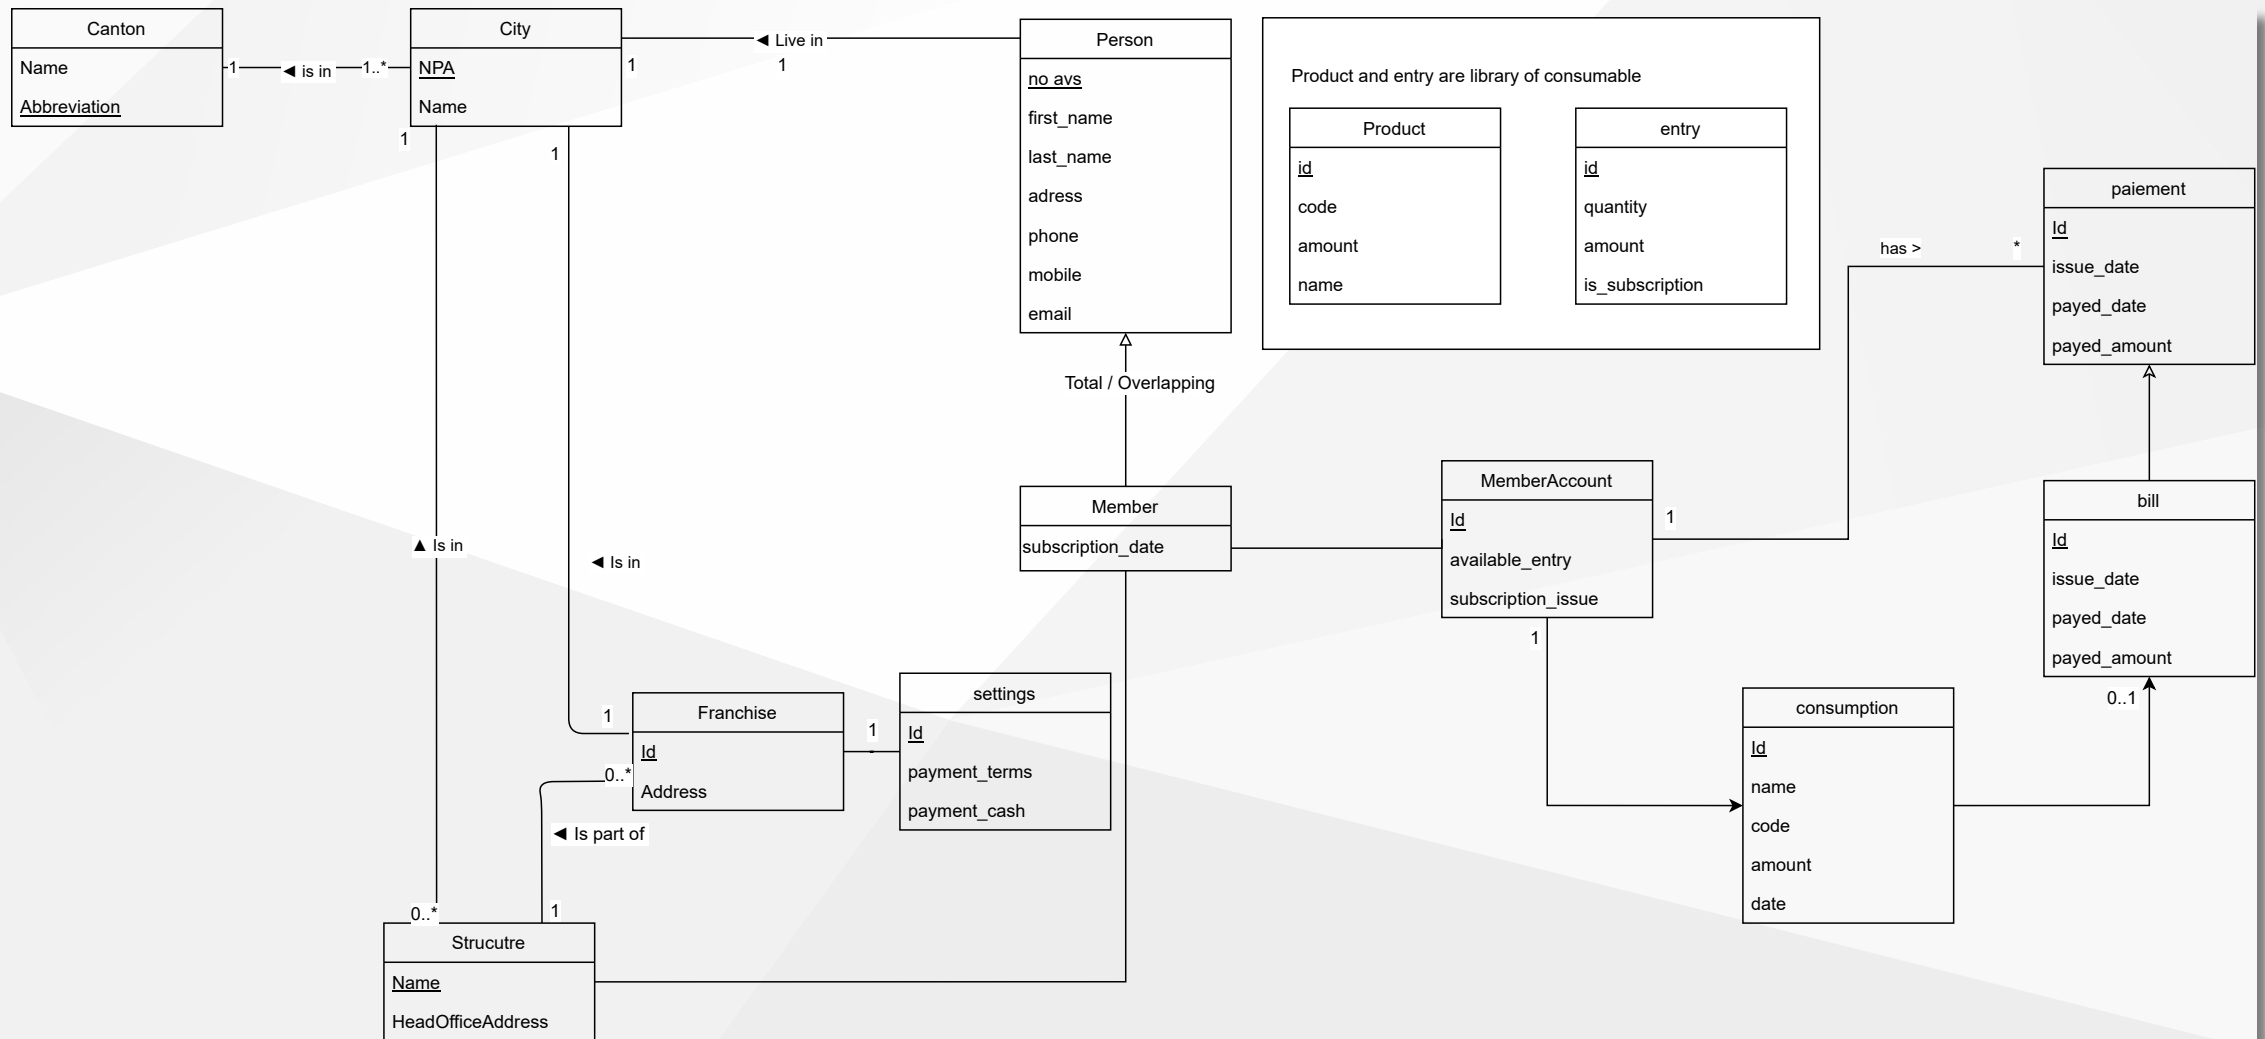 Canton
Name
Abbreviation
1
◄ is in
1..*
City
NPA
Name
1
◄ Live in
1
Person
no avs
first_name
last_name
adress
phone
mobile
email
Product and entry are library of consumable
Product
id
code
amount
name
entry
id
quantity
amount
is_subscription
paiement
Id
issue_date
payed_date
payed_amount
has >
*
1
1
Total / Overlapping
Member
subscription_date
MemberAccount
Id
available_entry
subscription_issue
1
1
bill
Id
issue_date
payed_date
payed_amount
0..1
▲ Is in
◄ Is in
1
Franchise
Id
Address
0..*
1
-
settings
Id
payment_terms
payment_cash
consumption
Id
name
code
amount
date
◄ Is part of
0..*
1
Strucutre
Name
HeadOfficeAddress